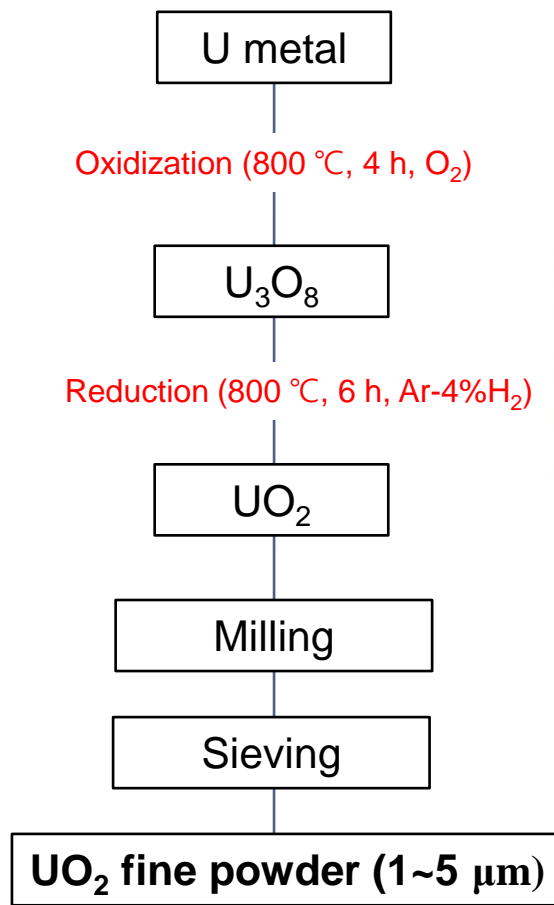 U metal
Oxidization (800 ℃, 4 h, O₂)
U₃O₈
Reduction (800 ℃, 6 h, Ar-4%H₂)
UO₂
Milling
Sieving
UO₂ fine powder (1~5 μm)